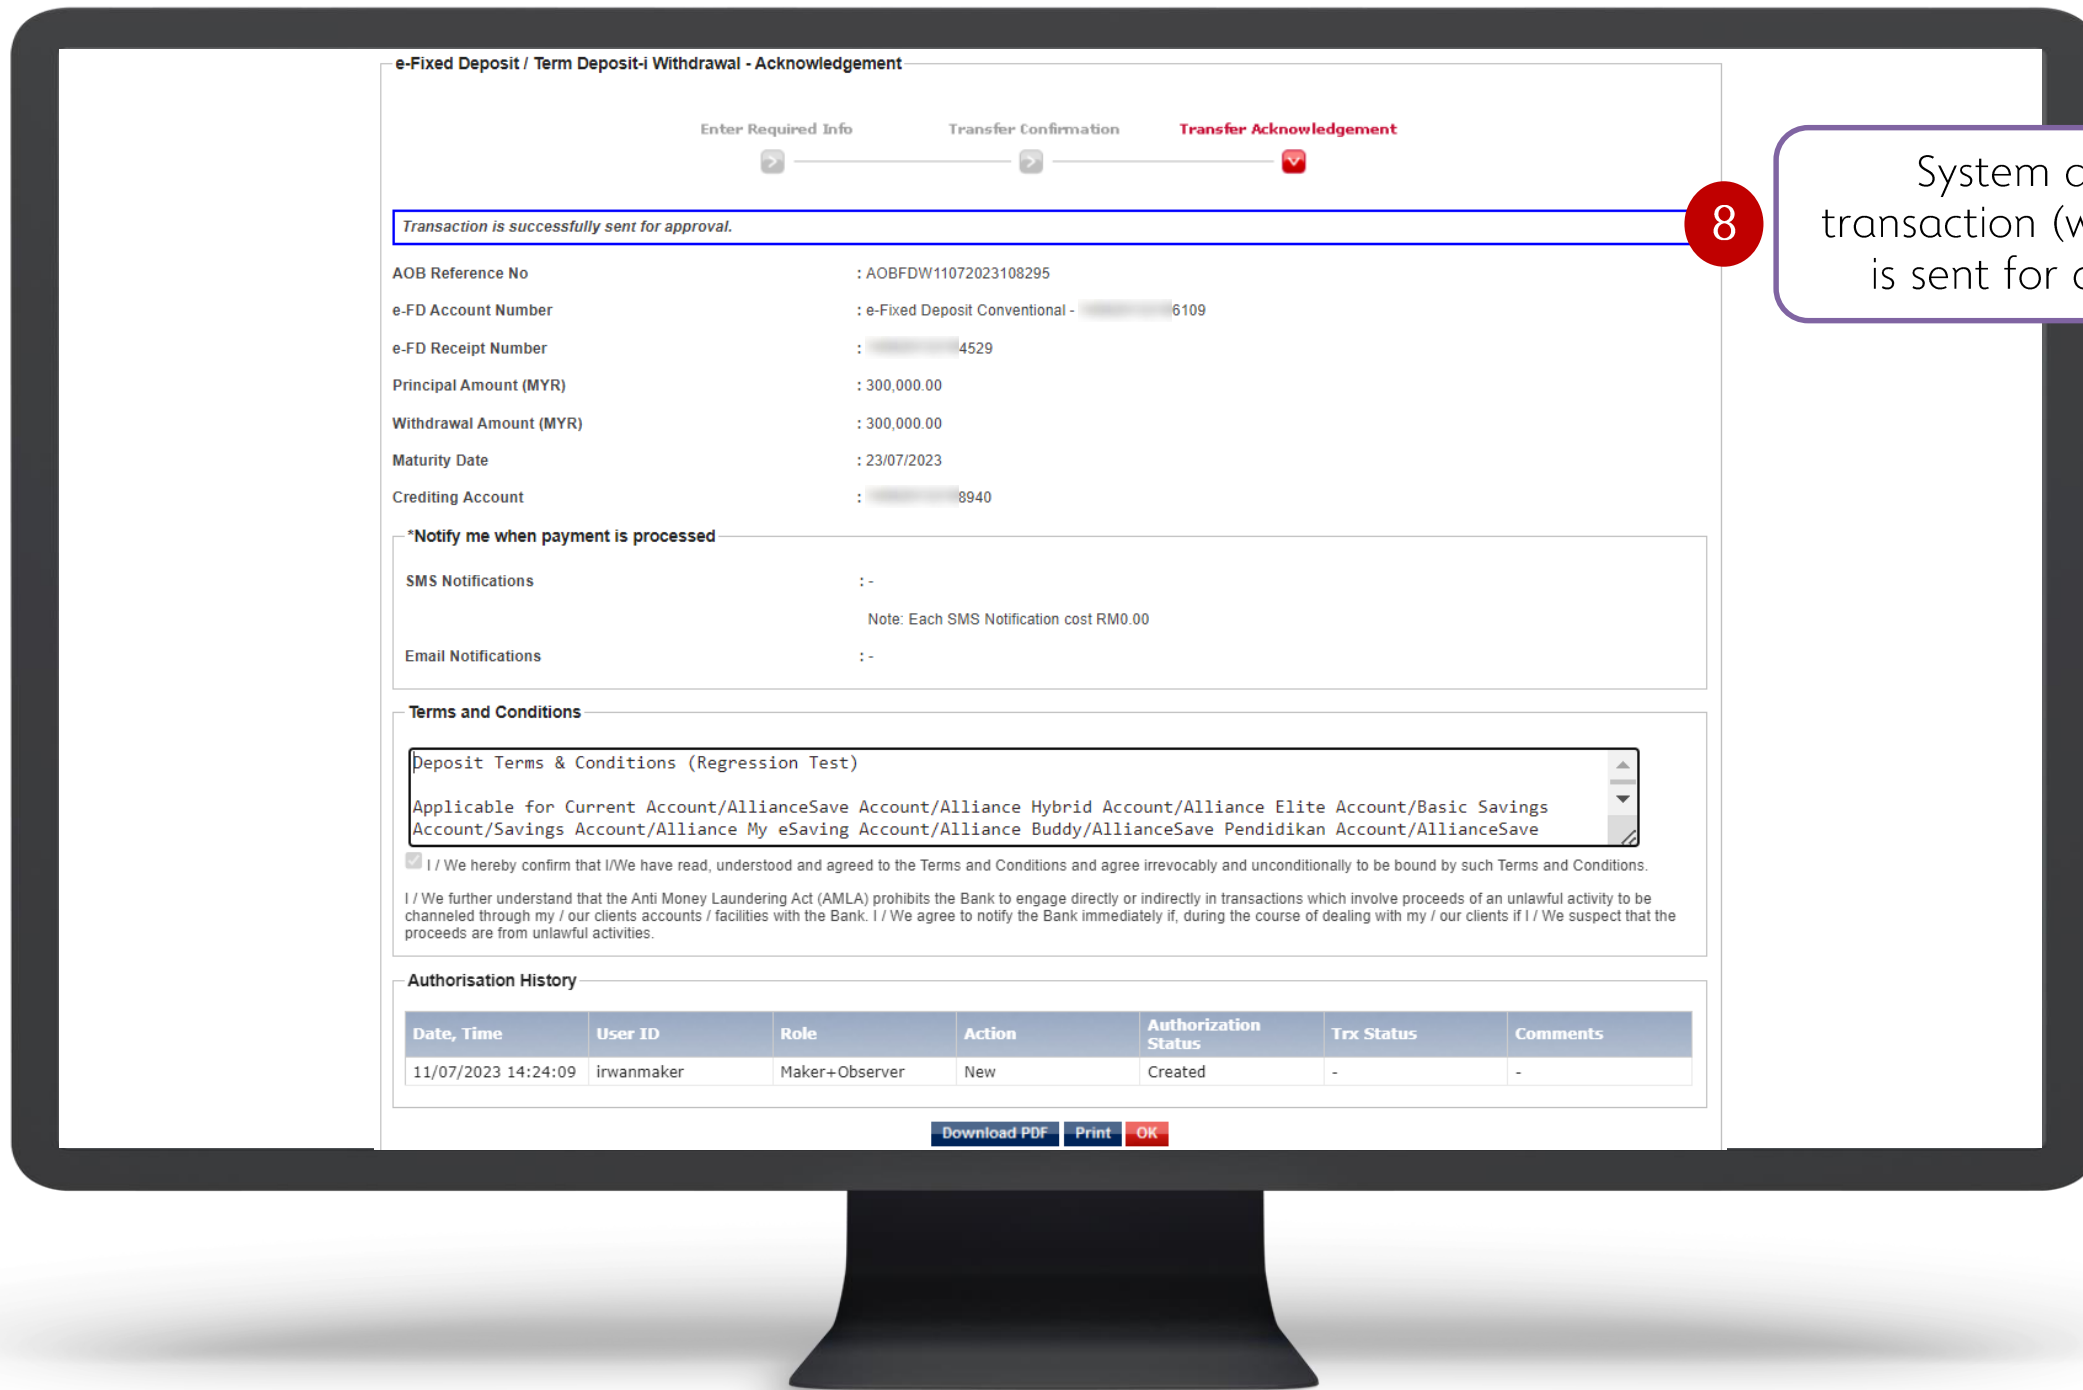 e-Fixed Deposit / Term Deposit-i Withdrawal - Acknowledgement
Enter Required Info Transfer Confirmation Transfer Acknowledgement
Transaction is successfully sent for approval.
8
System
transaction
is sent for
AOB Reference No : AOBFDW11072023108295
e-FD Account Number : e-Fixed Deposit Conventional - 6109
e-FD Receipt Number : 4529
Principal Amount (MYR) : 300,000.00
Withdrawal Amount (MYR) : 300,000.00
Maturity Date : 23/07/2023
Crediting Account : 8940
*Notify me when payment is processed
SMS Notifications : -
Note: Each SMS Notification cost RM0.00
Email Notifications : -
Terms and Conditions
Deposit Terms & Conditions (Regression Test)
Applicable for Current Account/AllianceSave Account/Alliance Hybrid Account/Alliance Elite Account/Basic Savings
Account/Savings Account/Alliance My eSaving Account/Alliance Buddy/AllianceSave Pendidikan Account/AllianceSave
I / We hereby confirm that I/We have read, understood and agreed to the Terms and Conditions and agree irrevocably and unconditionally to be bound by such Terms and Conditions.
I / We further understand that the Anti Money Laundering Act (AMLA) prohibits the Bank to engage directly or indirectly in transactions which involve proceeds of an unlawful activity to be
channeled through my / our clients accounts / facilities with the Bank. I / We agree to notify the Bank immediately if, during the course of dealing with my / our clients if I / We suspect that the
proceeds are from unlawful activities.
Authorisation History
Date, Time User ID Role Action Authorization Status Trx Status Comments
11/07/2023 14:24:09 irwanmaker Maker+Observer New Created - -
Download PDF Print OK